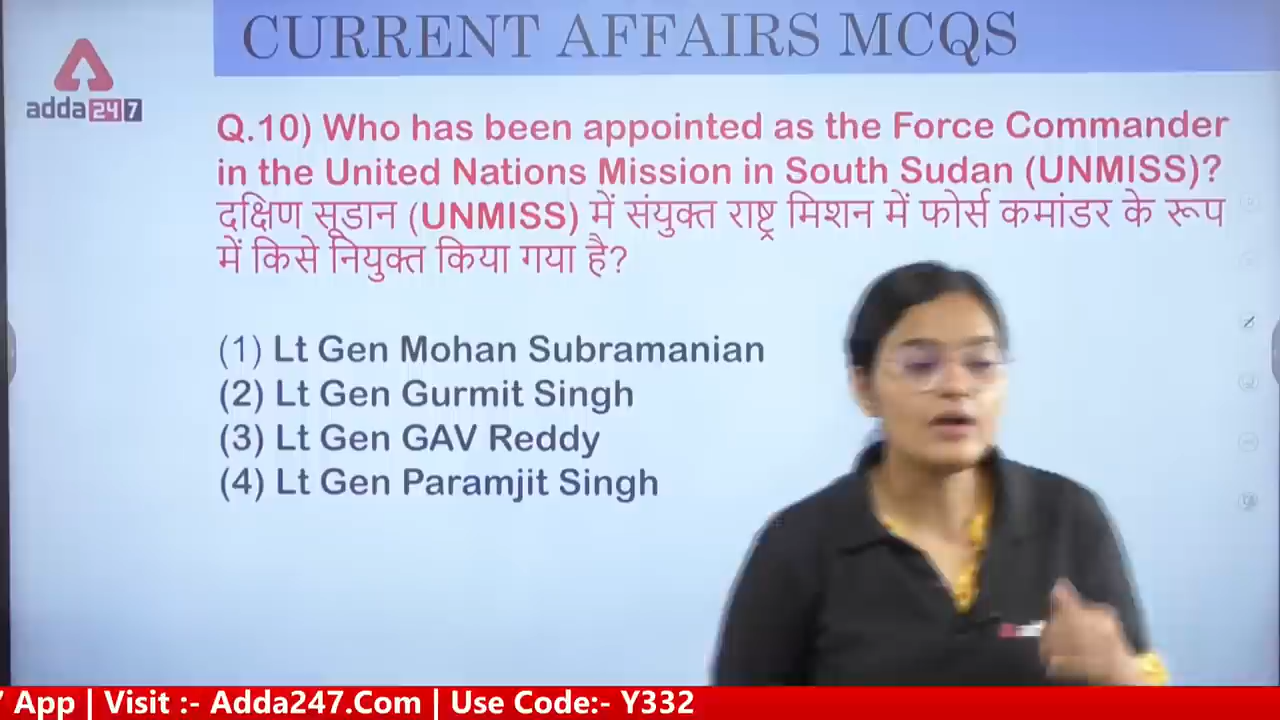 CURRENT AFFAIRS MCQS
adda247
Q.10) Who has been appointed as the Force Commander
in the United Nations Mission in South Sudan (UNMISS)?
दक्षिण सूडान (UNMISS) में संयुक्त राष्ट्र मिशन में फोर्स कमांडर के रूप
में किसे नियुक्त किया गया है?
(1) Lt Gen Mohan Subramanian
(2) Lt Gen Gurmit Singh
(3) Lt Gen GAV Reddy
(4) Lt Gen Paramjit Singh
App | Visit :- Adda247.Com | Use Code:- Y332